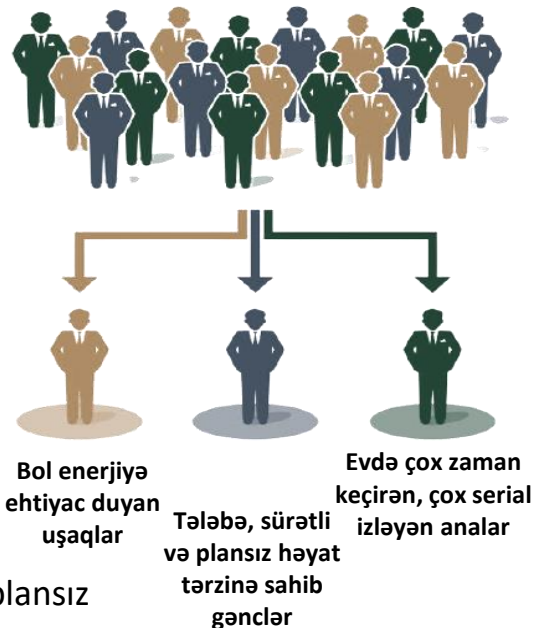 Bol enerjiyə
ehtiyac duyan
uşaqlar
Tələbə, sürətli
və plansız həyat
tərzinə sahib
gənclər
Evdə çox zaman
keçirən, çox serial
izləyən analar
plansız